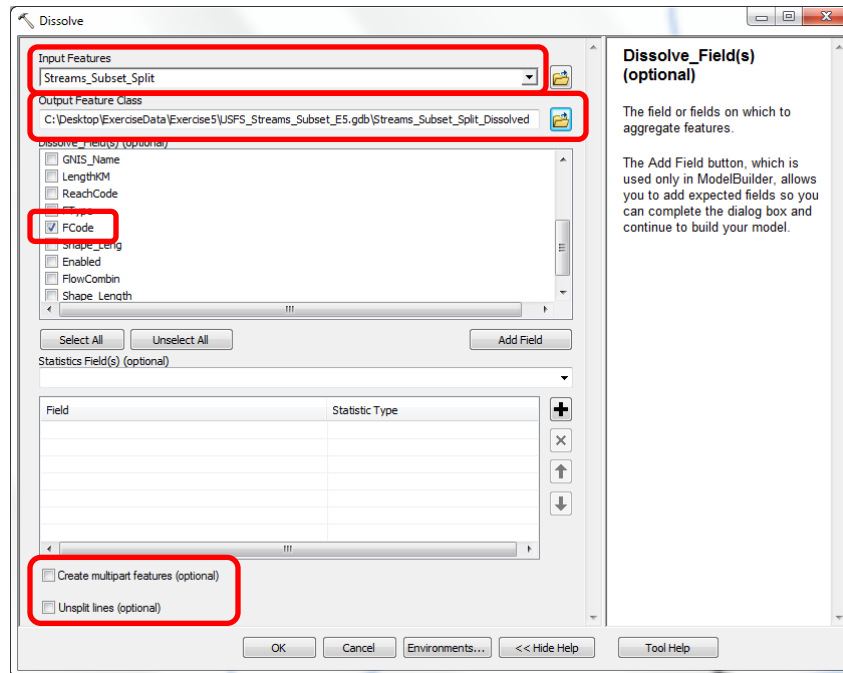 Dissolve
Input Features
Streams_Subset_Split
Output Feature Class
C:\Desktop\ExerciseData\Exercise5\USFS_Streams_Subset_E5.gdb\Streams_Subset_Split_Dissolved
Dissolve_Field(s) (optional)
GNIS_Name
LengthKM
ReachCode
FType
FCode
Shape_Leng
Enabled
FlowCombin
Shape_Length
Select All
Unselect All
Add Field
Statistics Field(s) (optional)
Field
Statistic Type
Create multipart features (optional)
Unsplit lines (optional)
OK
Cancel
Environments...
<< Hide Help
Tool Help
Dissolve_Field(s)
(optional)
The field or fields on which to
aggregate features.
The Add Field button, which is
used only in ModelBuilder, allows
you to add expected fields so you
can complete the dialog box and
continue to build your model.